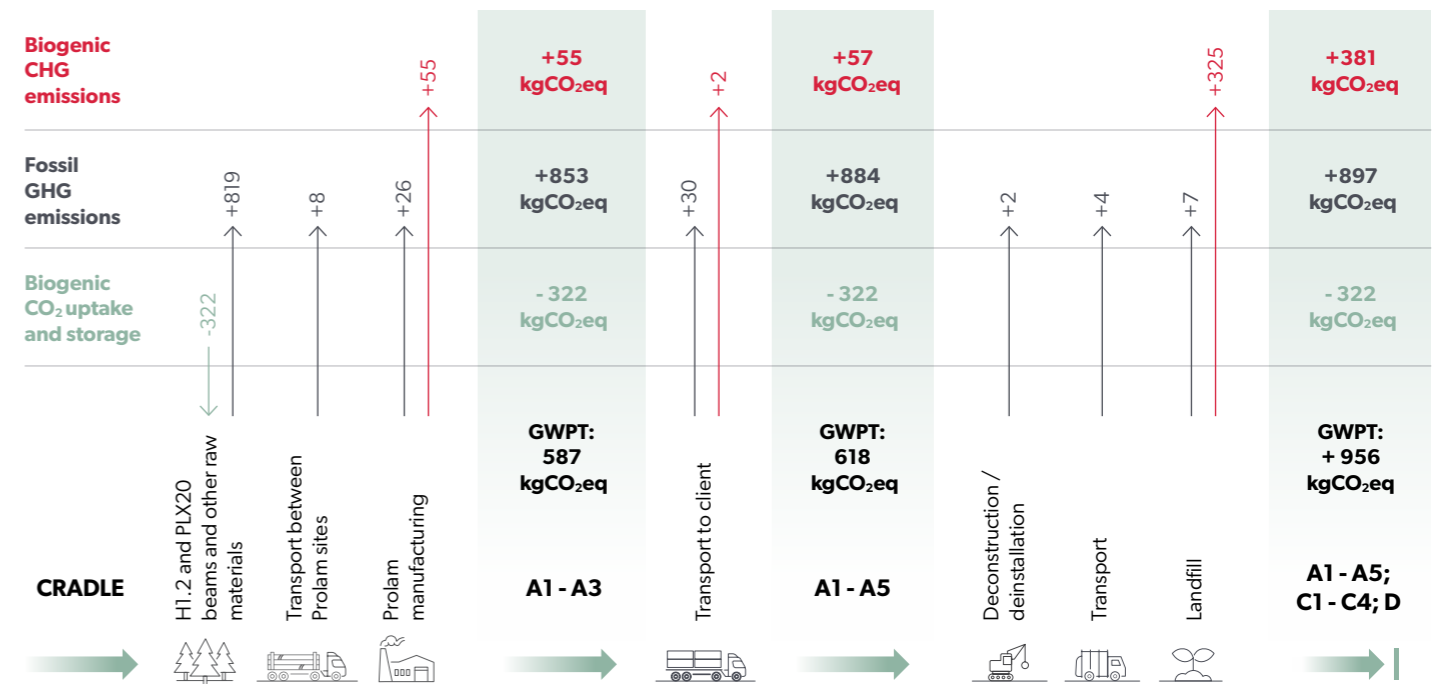 Biogenic
CHG
emissions
+55
+55
kgCO₂eq
+2
+57
kgCO₂eq
+325
+381
kgCO₂eq
Fossil
GHG
emissions
+819
+8
+26
+853
kgCO₂eq
+30
+884
kgCO₂eq
+2
+4
+7
+897
kgCO₂eq
Biogenic
CO₂ uptake
and storage
-322
- 322
kgCO₂eq
- 322
kgCO₂eq
- 322
kgCO₂eq
CRADLE
H1.2 and PLX20
beams and other raw
materials
Transport between
Prolam sites
Prolam
manufacturing
GWPT:
587
kgCO₂eq
A1 - A3
Transport to client
GWPT:
618
kgCO₂eq
A1 - A5
Deconstruction /
deinstallation
Transport
Landfill
GWPT:
+ 956
kgCO₂eq
A1 - A5;
C1 - C4; D